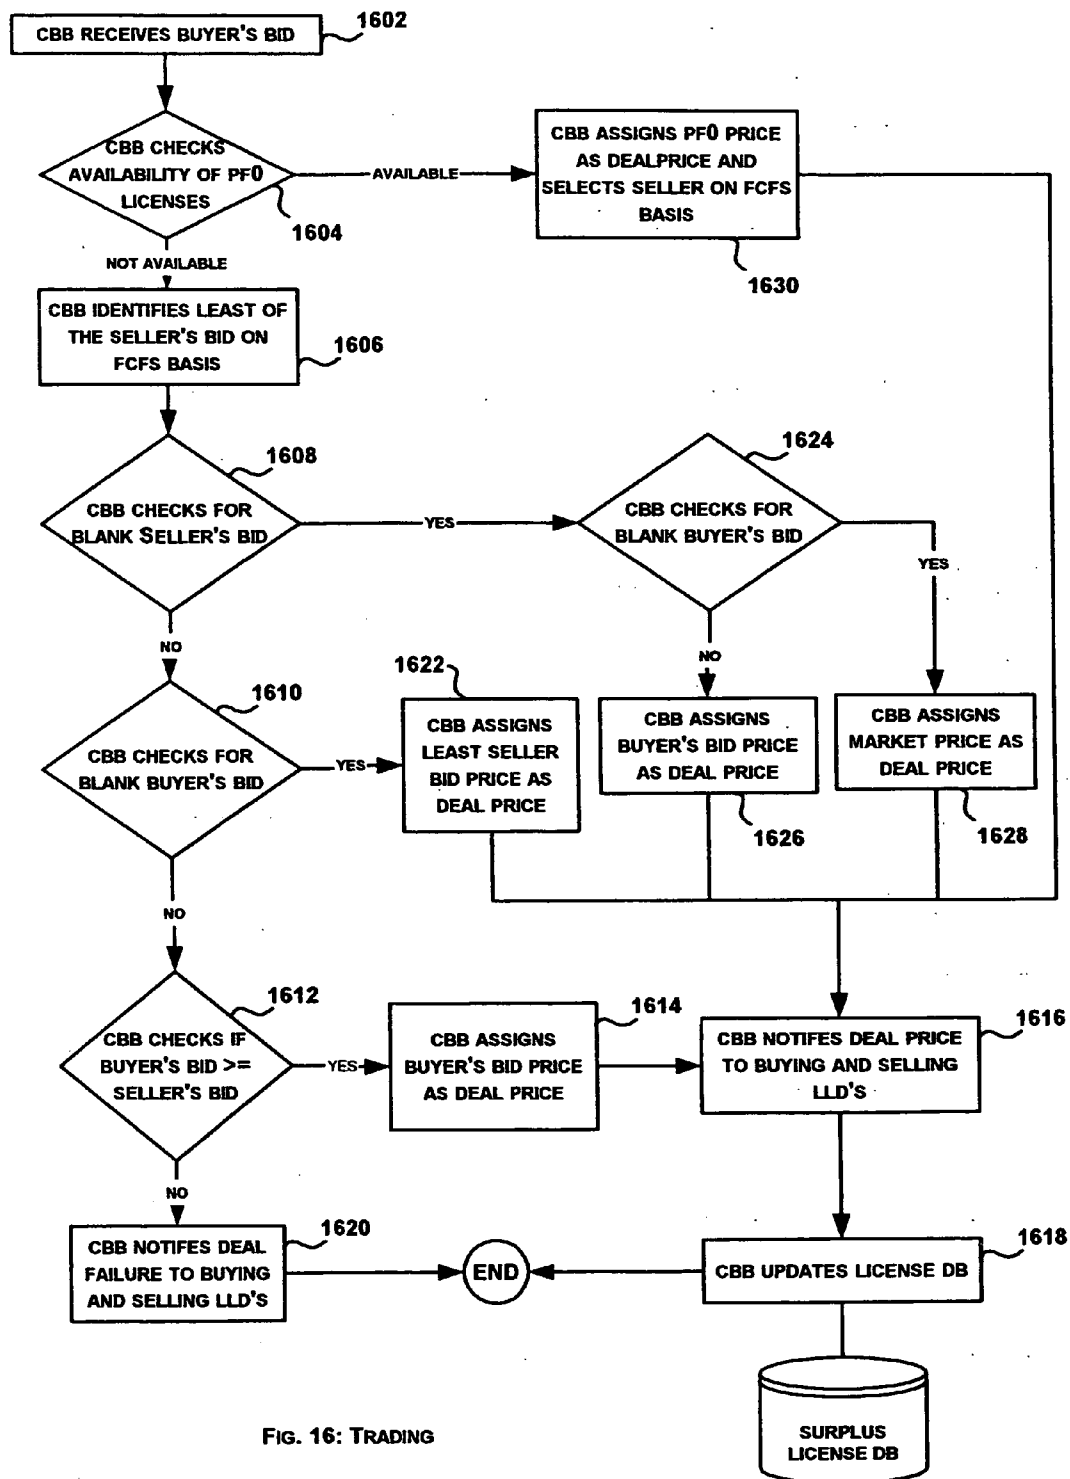 1602
CBB RECEIVES BUYER'S BID
CBB CHECKS
AVAILABILITY OF PF0
LICENSES
1604
AVAILABLE
CBB ASSIGNS PF0 PRICE
AS DEALPRICE AND
SELECTS SELLER ON FCFS
BASIS
1630
NOT AVAILABLE
CBB IDENTIFIES LEAST OF
THE SELLER'S BID ON
FCFS BASIS
1606
1608
CBB CHECKS FOR
BLANK SELLER'S BID
YES
1624
CBB CHECKS FOR
BLANK BUYER'S BID
YES
NO
NO
1610
CBB CHECKS FOR
BLANK BUYER'S BID
YES
1622
CBB ASSIGNS
LEAST SELLER
BID PRICE AS
DEAL PRICE
CBB ASSIGNS
BUYER'S BID PRICE
AS DEAL PRICE
1626
CBB ASSIGNS
MARKET PRICE AS
DEAL PRICE
1628
NO
1612
CBB CHECKS IF
BUYER'S BID >=
SELLER'S BID
YES
1614
CBB ASSIGNS
BUYER'S BID PRICE
AS DEAL PRICE
1616
CBB NOTIFES DEAL PRICE
TO BUYING AND SELLING
LLD'S
NO
1620
CBB NOTIFES DEAL
FAILURE TO BUYING
AND SELLING LLD'S
END
1618
CBB UPDATES LICENSE DB
SURPLUS
LICENSE DB
FIG. 16: TRADING